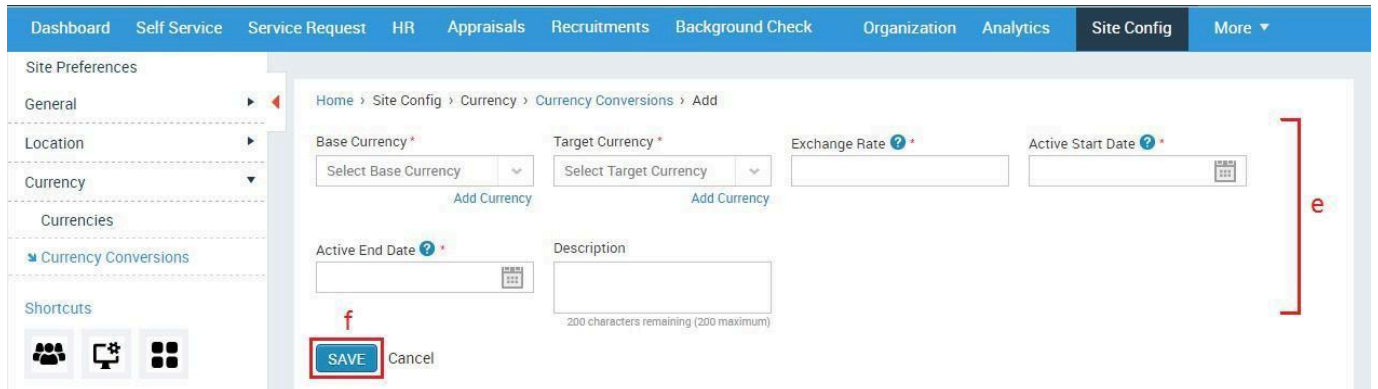 Dashboard Self Service Service Request HR Appraisals Recruitments Background Check Organization Analytics Site Config More
Site Preferences
General
Location
Currency
Currencies
Currency Conversions
Shortcuts
Home › Site Config › Currency › Currency Conversions › Add
Base Currency * Target Currency * Exchange Rate ? * Active Start Date ? *
Select Base Currency Select Target Currency
Add Currency Add Currency
e
Active End Date ? * Description
200 characters remaining (200 maximum)
f
SAVE Cancel